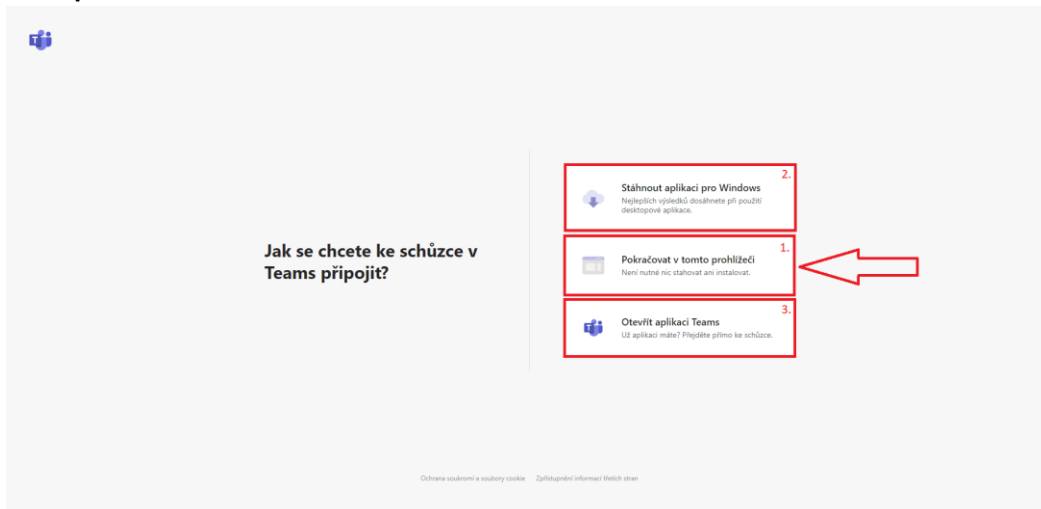 2.
Stáhnout aplikaci pro Windows
Nejlepších výsledků dosáhnete při použití
desktopové aplikace.
Jak se chcete ke schůzce v
Teams připojit?
1.
Pokračovat v tomto prohlížeči
Není nutné nic stahovat ani instalovat.
3.
Otevřít aplikaci Teams
Už aplikaci máte? Přejděte přímo ke schůzce.
Ochrana soukromí a soubory cookie Zpřístupnění informací třetích stran